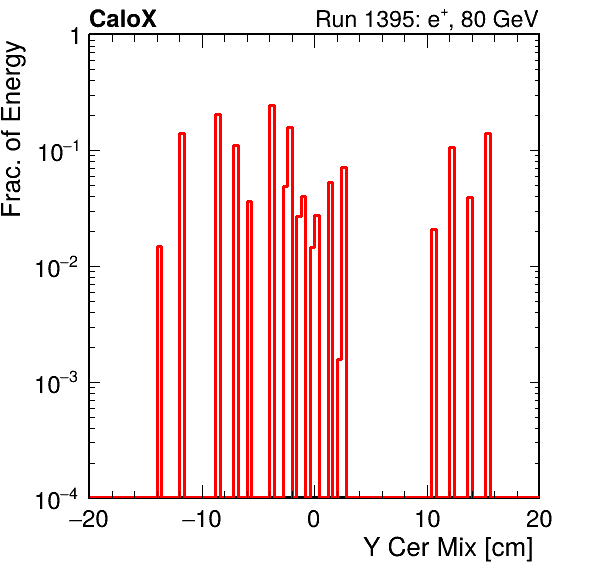 CaloX Run 1395: e⁺, 80 GeV
Frac. of Energy
1
10⁻¹
10⁻²
10⁻³
10⁻⁴
−20 −10 0 10 20
Y Cer Mix [cm]